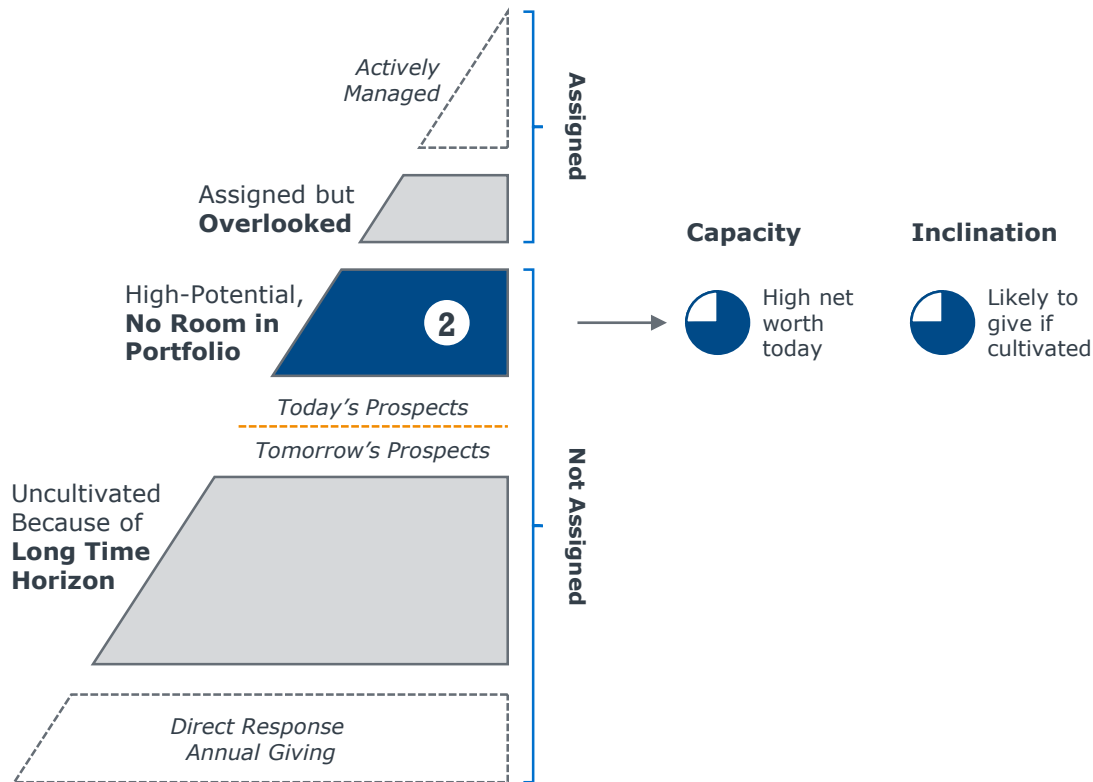 Actively
Managed
Assigned
Assigned but
Overlooked
Capacity
Inclination
High-Potential,
No Room in
Portfolio
2
High net
worth
today
Likely to
give if
cultivated
Today’s Prospects
Tomorrow’s Prospects
Not Assigned
Uncultivated
Because of
Long Time
Horizon
Direct Response
Annual Giving